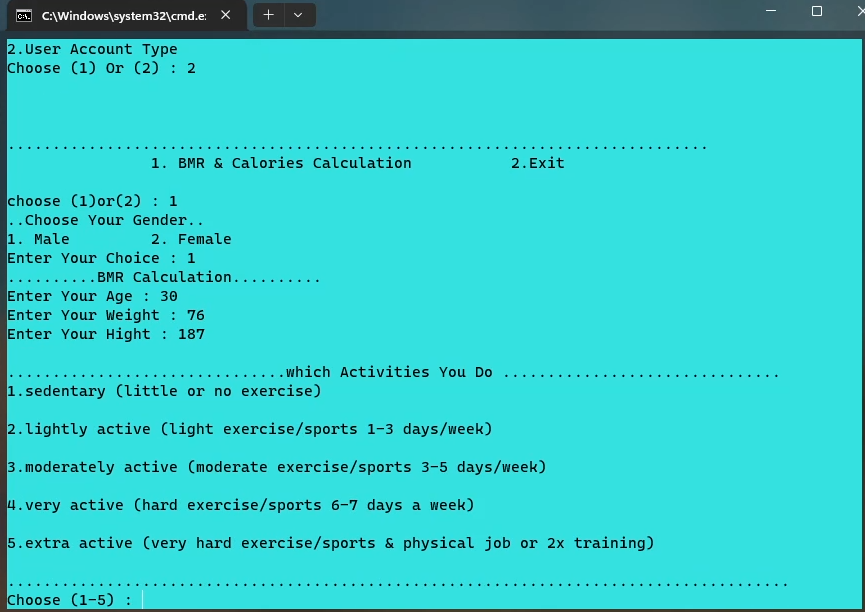 C:\Windows\system32\cmd.e:
2.User Account Type
Choose (1) Or (2) : 2
..............................................................................
1. BMR & Calories Calculation 2.Exit
choose (1)or(2) : 1
..Choose Your Gender..
1. Male 2. Female
Enter Your Choice : 1
..........BMR Calculation..........
Enter Your Age : 30
Enter Your Weight : 76
Enter Your Hight : 187
...............................which Activities You Do ...............................
1.sedentary (little or no exercise)
2.lightly active (light exercise/sports 1-3 days/week)
3.moderately active (moderate exercise/sports 3-5 days/week)
4.very active (hard exercise/sports 6-7 days a week)
5.extra active (very hard exercise/sports & physical job or 2x training)
.......................................................................................
Choose (1-5) :